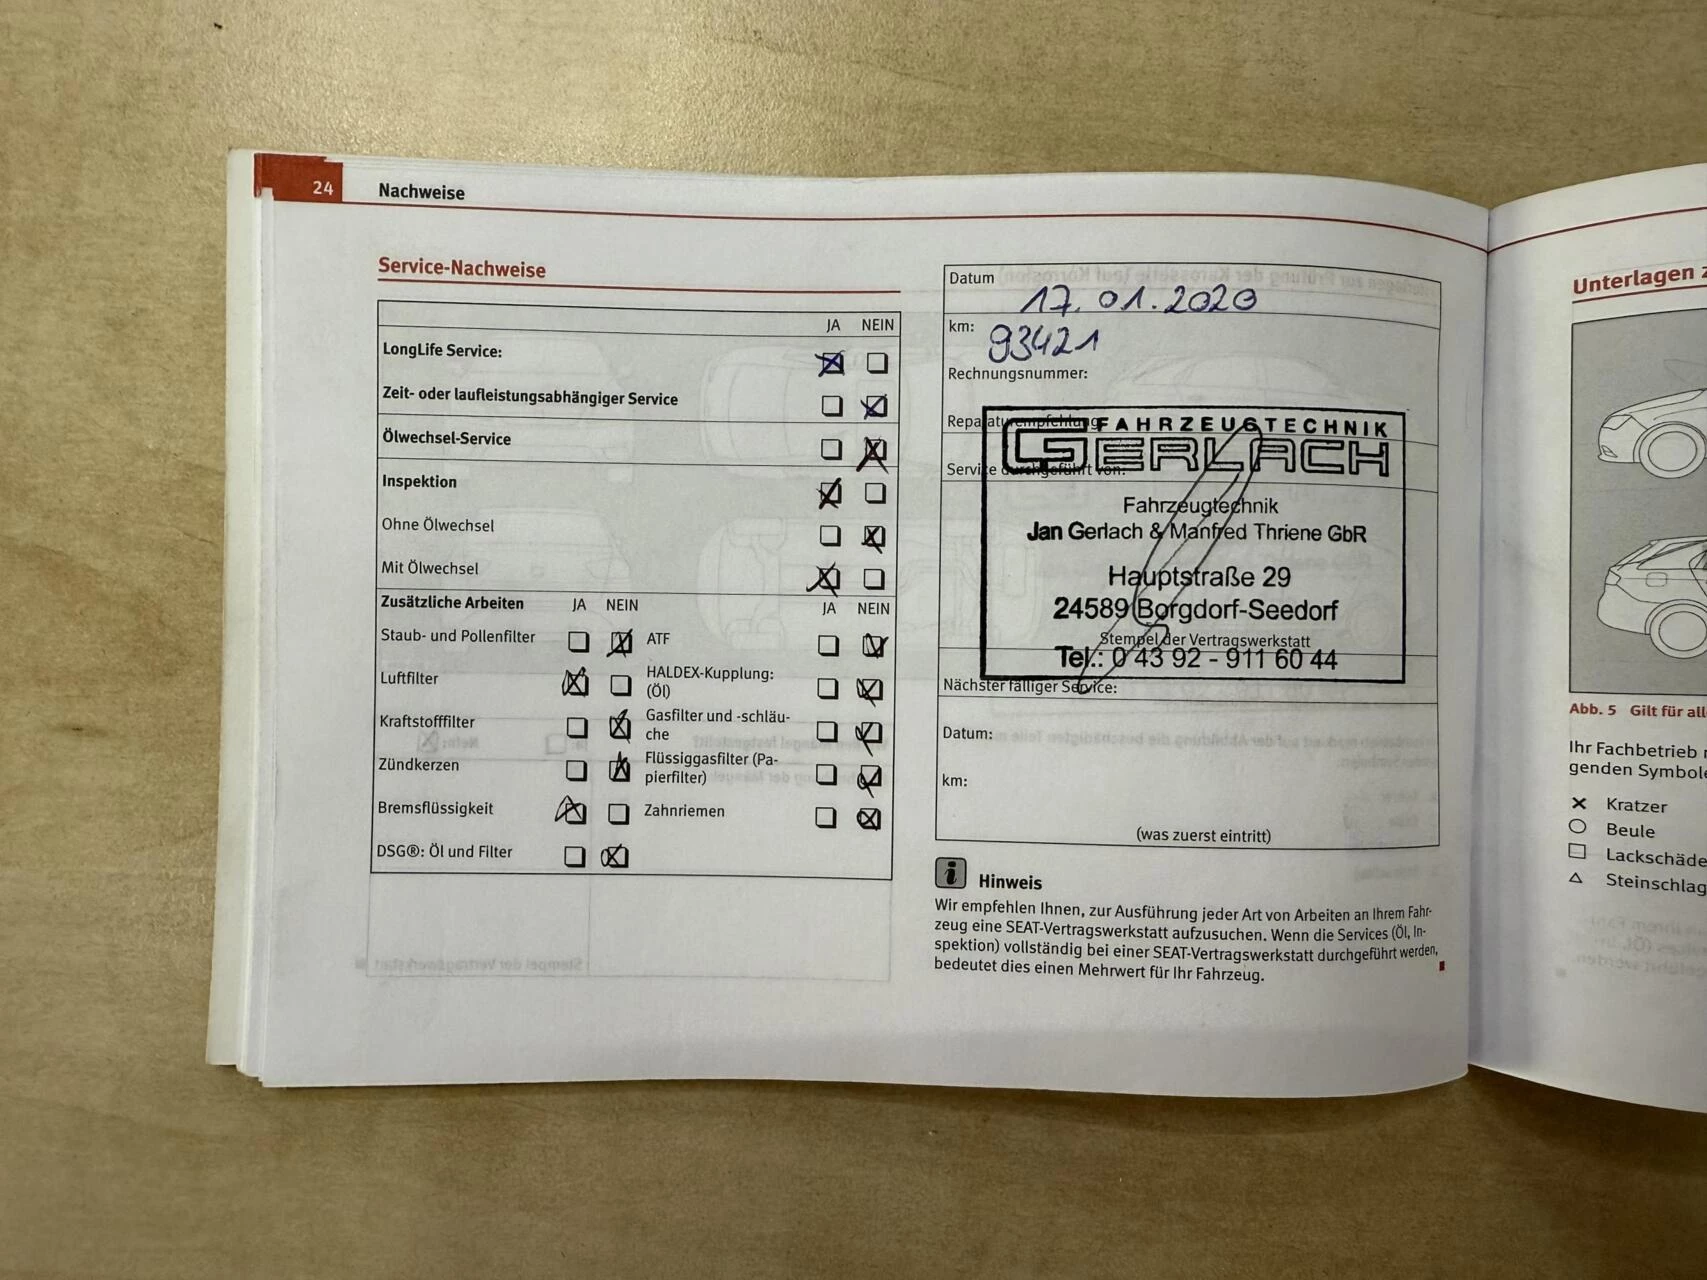 24 Nachweise
Service-Nachweise
JA NEIN
LongLife Service:
Zeit- oder laufleistungsabhängiger Service
Ölwechsel-Service
Inspektion
Ohne Ölwechsel
Mit Ölwechsel
Zusätzliche Arbeiten JA NEIN JA NEIN
Staub- und Pollenfilter ATF
Luftfilter HALDEX-Kupplung:
(Öl)
Kraftstofffilter Gasfilter und -schläu-
che
Zündkerzen Flüssiggasfilter (Pa-
pierfilter)
Bremsflüssigkeit Zahnriemen
DSG®: Öl und Filter
Datum
17.01.2020
km:
93421
Rechnungsnummer:
Reparaturempfehlung
FAHRZEUGTECHNIK
GERLACH
Service durchgeführt von:
Fahrzeugtechnik
Jan Gerlach & Manfred Thriene GbR
Hauptstraße 29
24589 Borgdorf-Seedorf
Stempel der Vertragswerkstatt
Tel.: 0 43 92 - 911 60 44
Nächster fälliger Service:
Datum:
km:
(was zuerst eintritt)
i Hinweis
Wir empfehlen Ihnen, zur Ausführung jeder Art von Arbeiten an Ihrem Fahr-
zeug eine SEAT-Vertragswerkstatt aufzusuchen. Wenn die Services (Öl, In-
spektion) vollständig bei einer SEAT-Vertragswerkstatt durchgeführt werden,
bedeutet dies einen Mehrwert für Ihr Fahrzeug.
Unterlagen
Abb. 5 Gilt für all
Ihr Fachbetrieb
genden Symbol
Kratzer
Beule
Lackschäde
Steinschlag